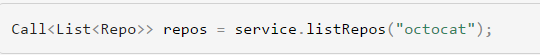 Call<List<Repo>> repos = service.listRepos("octocat");